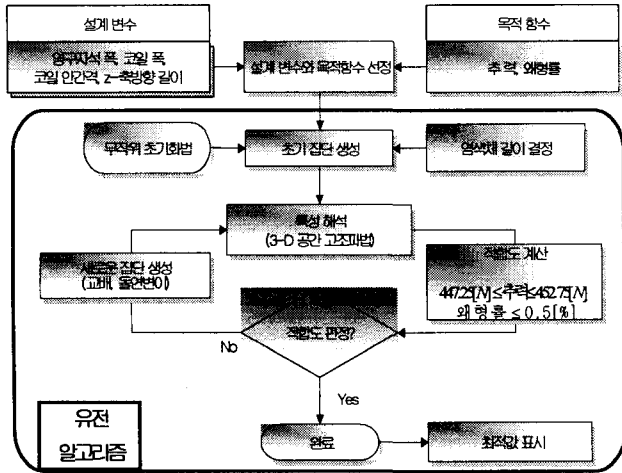 설계 변수
목적 함수
영구자석 폭, 코일 폭,
코일 안간격, z-축방향 길이
설계 변수와 목적함수 선정
추 력, 왜형률
무작위 초기화법
초기 집단 생성
염색체 길이 결정
특성 해석
(3-D 공간 고조파법)
새로운 집단 생성
(교배, 돌연변이)
적합도 계산
447.25[N]≤추력≤452.75[N]
왜 형 률 ≤ 0 . 5 [ % ]
적합도 판정?
No
Yes
유전
알고리즘
완료
최적값 표시